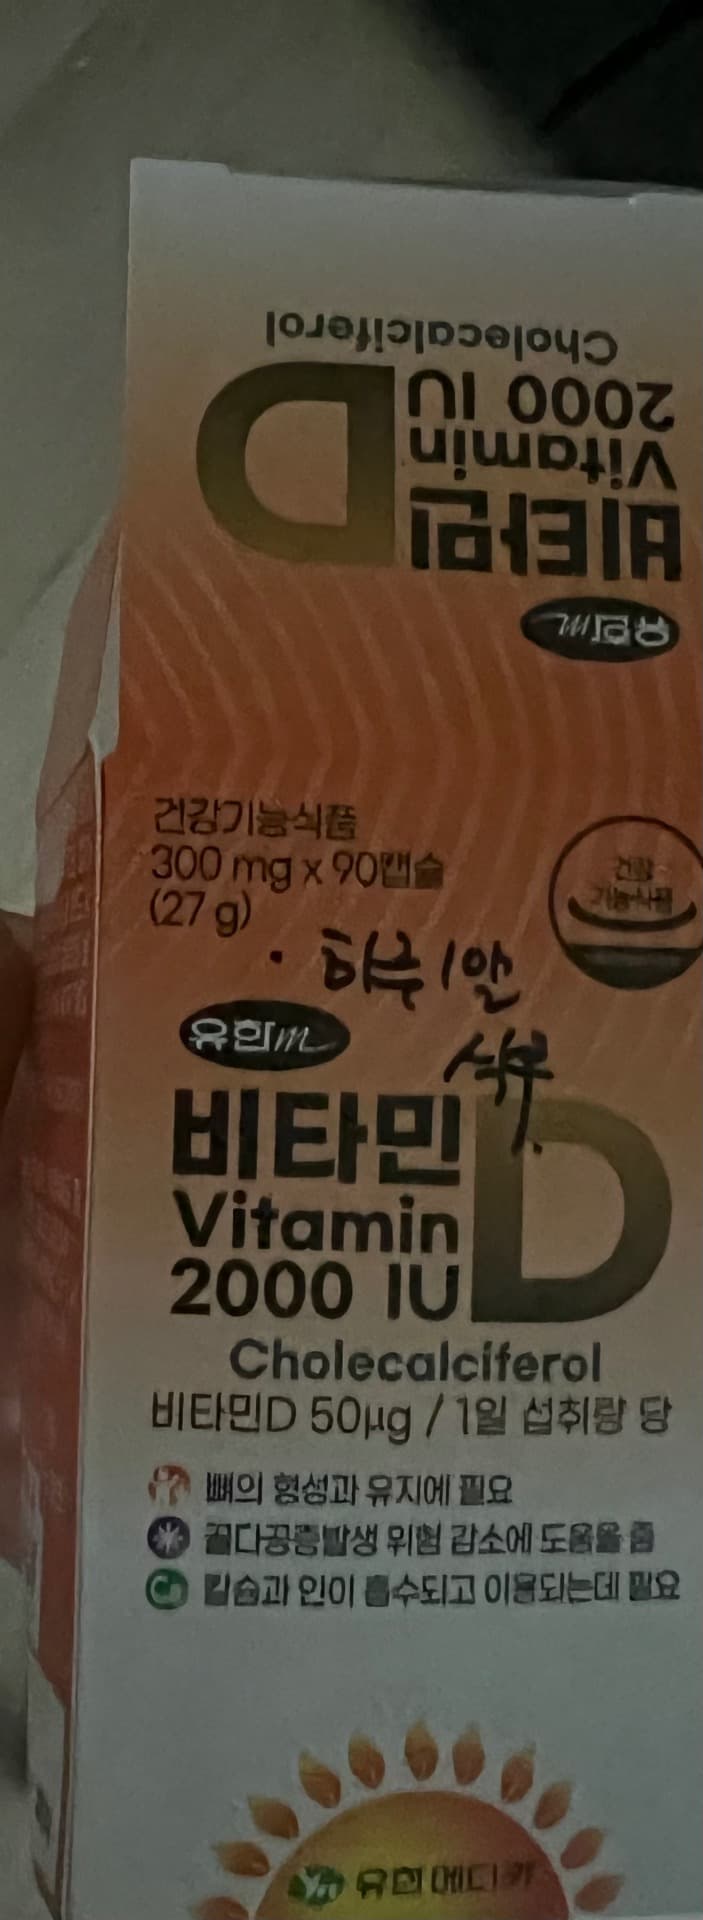 Cholecalciferol
2000 IU
Vitamin
비타민 D
유한m
건강기능식품
300 mg x 90캡슐
(27 g)
건강
기능식품
하루 1알
식후
유한m
비타민 D
Vitamin
2000 IU
Cholecalciferol
비타민D 50μg / 1일 섭취량 당
뼈의 형성과 유지에 필요
골다공증발생 위험 감소에 도움을 줌
Ca 칼슘과 인이 흡수되고 이용되는데 필요
유한메디카